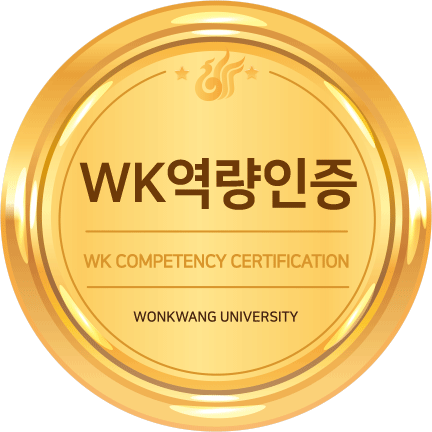 WK역량인증
WK COMPETENCY CERTIFICATION
WONKWANG UNIVERSITY